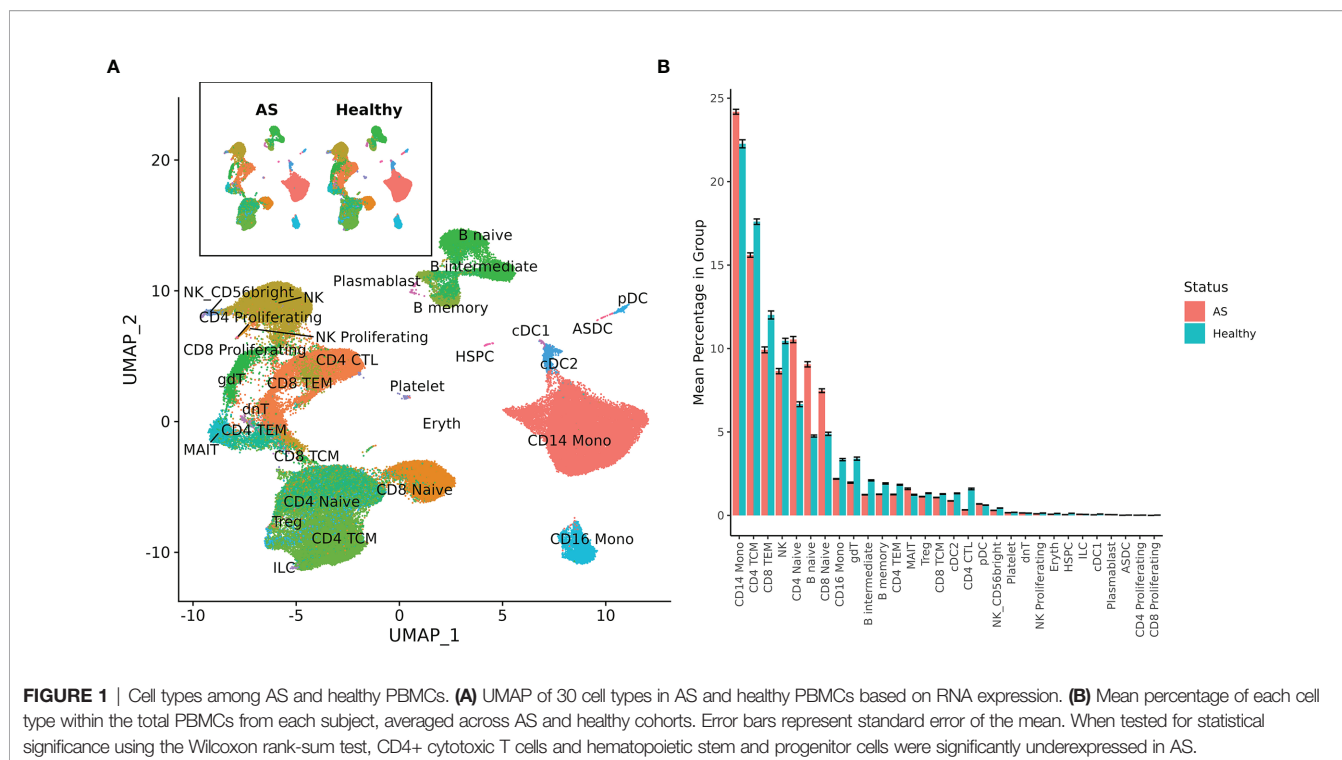 A
AS
Healthy
20
10
0
-10
UMAP_2
B naive
B intermediate
Plasmablast
B memory
NK_CD56bright
NK
CD4 Proliferating
NK Proliferating
CD8 Proliferating
CD4 CTL
gdT
CD8 TEM
dnT
CD4 TEM
MAIT
CD8 TCM
CD4 Naive
CD8 Naive
Treg
CD4 TCM
ILC
pDC
ASDC
cDC1
HSPC
cDC2
Platelet
Eryth
CD14 Mono
CD16 Mono
-10
-5
0
5
10
UMAP_1
B
25
20
15
10
5
0
Mean Percentage in Group
CD14 Mono
CD4 TCM
CD8 TEM
NK
CD4 Naive
B naive
CD8 Naive
CD16 Mono
gdT
B intermediate
B memory
CD4 TEM
MAIT
Treg
CD8 TCM
cDC2
CD4 CTL
pDC
NK_CD56bright
Platelet
dnT
NK Proliferating
Eryth
HSPC
ILC
cDC1
Plasmablast
ASDC
CD4 Proliferating
CD8 Proliferating
Status
AS
Healthy
FIGURE 1 | Cell types among AS and healthy PBMCs. (A) UMAP of 30 cell types in AS and healthy PBMCs based on RNA expression. (B) Mean percentage of each cell
type within the total PBMCs from each subject, averaged across AS and healthy cohorts. Error bars represent standard error of the mean. When tested for statistical
significance using the Wilcoxon rank-sum test, CD4+ cytotoxic T cells and hematopoietic stem and progenitor cells were significantly underexpressed in AS.